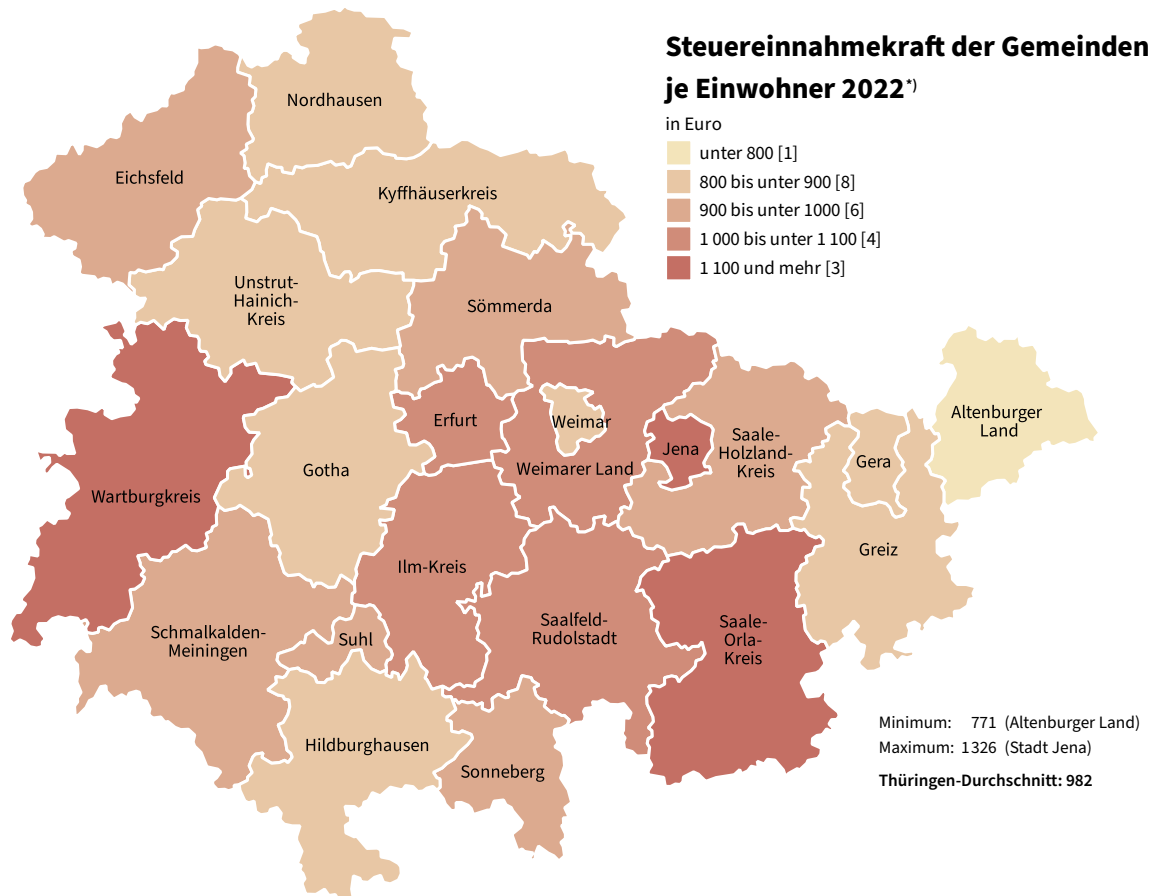 Steuereinnahmekraft der Gemeinden
je Einwohner 2022*)
in Euro
unter 800 [1]
800 bis unter 900 [8]
900 bis unter 1000 [6]
1 000 bis unter 1 100 [4]
1 100 und mehr [3]
Nordhausen
Eichsfeld
Kyffhäuserkreis
Unstrut-
Hainich-
Kreis
Sömmerda
Altenburger
Land
Erfurt
Weimar
Jena
Saale-
Holzland-
Kreis
Gera
Gotha
Weimarer Land
Wartburgkreis
Greiz
Ilm-Kreis
Saalfeld-
Rudolstadt
Saale-
Orla-
Kreis
Schmalkalden-
Meiningen
Suhl
Hildburghausen
Sonneberg
Minimum: 771 (Altenburger Land)
Maximum: 1326 (Stadt Jena)
Thüringen-Durchschnitt: 982